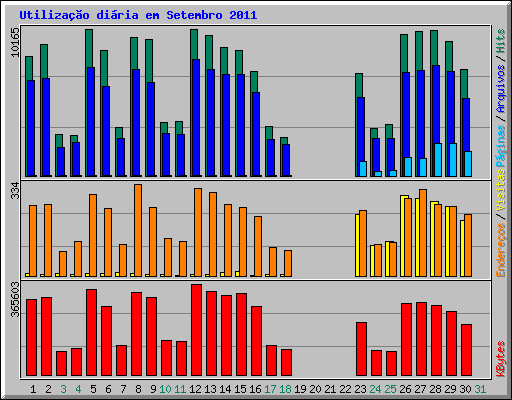 Utilização diária em Setembro 2011
10165
334
365603
Endereços / Visitas Páginas / Arquivos / Hits
KBytes
1 2 3 4 5 6 7 8 9 10 11 12 13 14 15 16 17 18 19 20 21 22 23 24 25 26 27 28 29 30 31